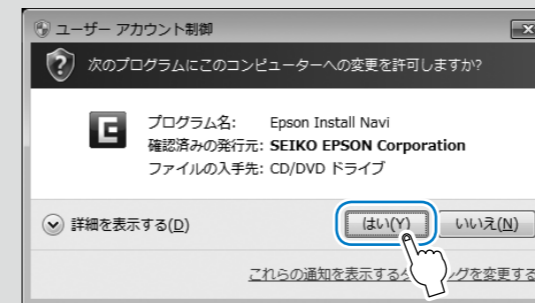 ユーザー アカウント制御
次のプログラムにこのコンピューターへの変更を許可しますか?
プログラム名: Epson Install Navi
確認済みの発行元: SEIKO EPSON Corporation
ファイルの入手先: CD/DVD ドライブ
詳細を表示する(D)
はい(Y)
いいえ(N)
これらの通知を表示するタ ングを変更する